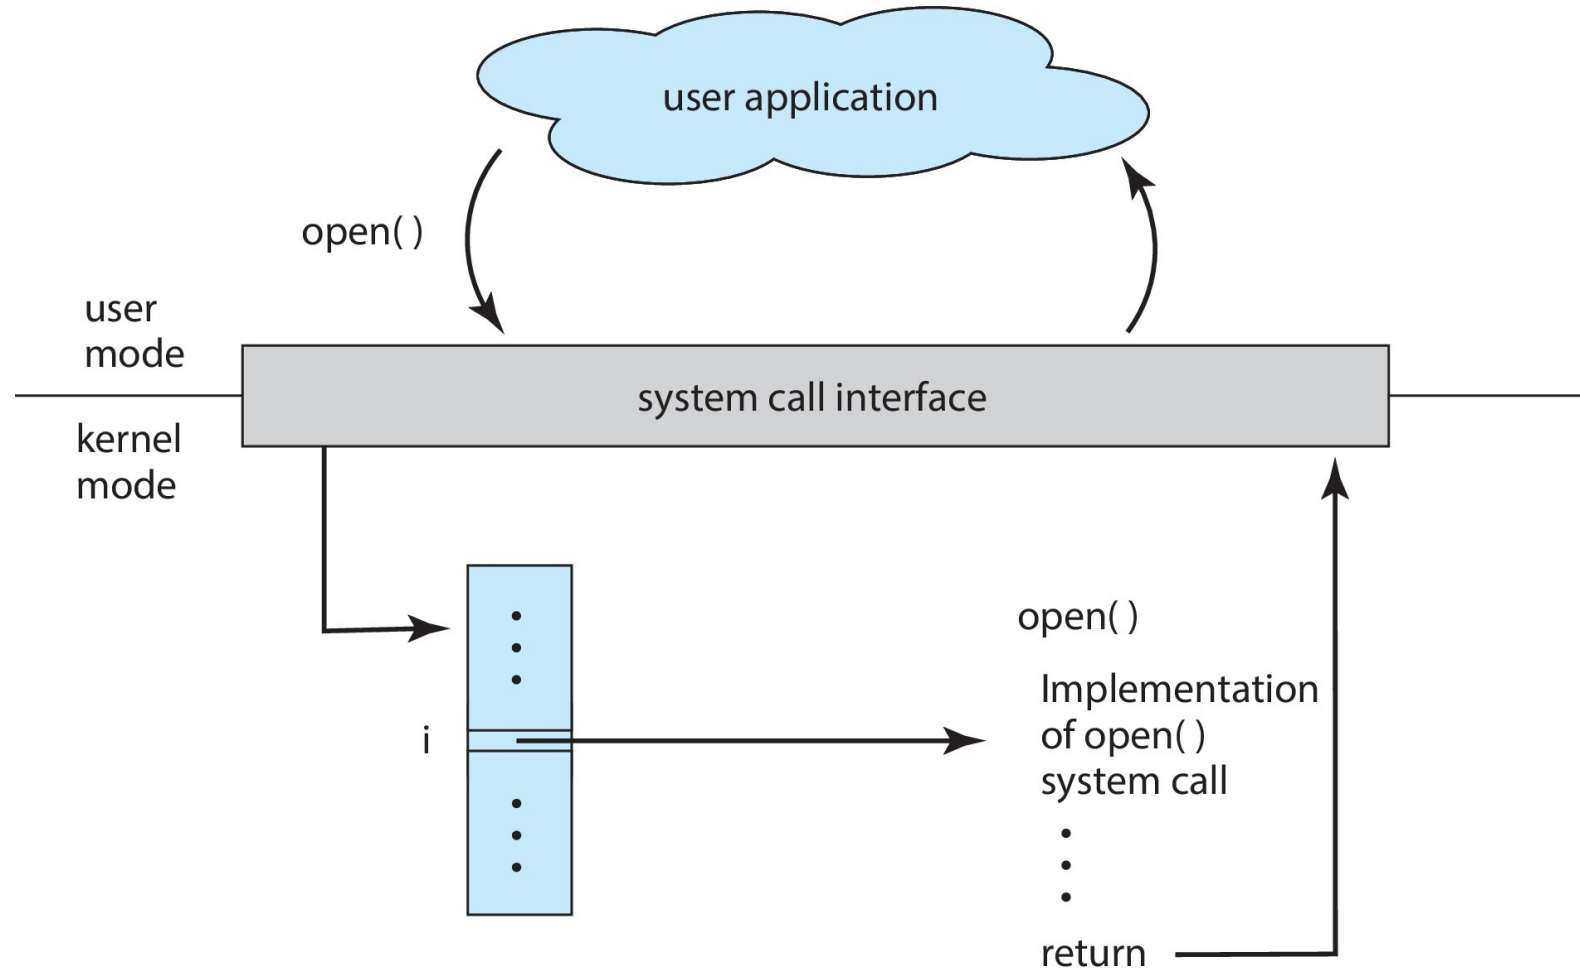 user application
open( )
user
mode
system call interface
kernel
mode
open( )
Implementation
of open( )
system call
i
return